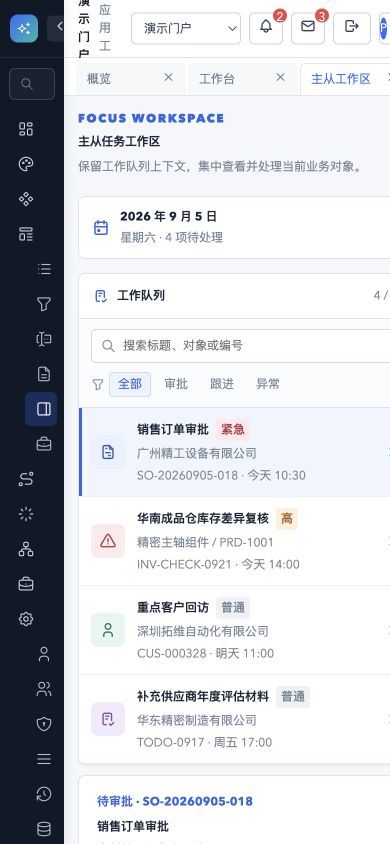 演示门户
应用工
演示门户
2
3
概览
工作台
主从工作区
FOCUS WORKSPACE
主从任务工作区
保留工作队列上下文，集中查看并处理当前业务对象。
2026 年 9 月 5 日
星期六 · 4 项待处理
工作队列
4 /
搜索标题、对象或编号
全部 审批 跟进 异常
销售订单审批 紧急
广州精工设备有限公司
SO-20260905-018 · 今天 10:30
华南成品仓库存差异复核 高
精密主轴组件 / PRD-1001
INV-CHECK-0921 · 今天 14:00
重点客户回访 普通
深圳拓维自动化有限公司
CUS-000328 · 明天 11:00
补充供应商年度评估材料 普通
华东精密制造有限公司
TODO-0917 · 周五 17:00
待审批 · SO-20260905-018
销售订单审批